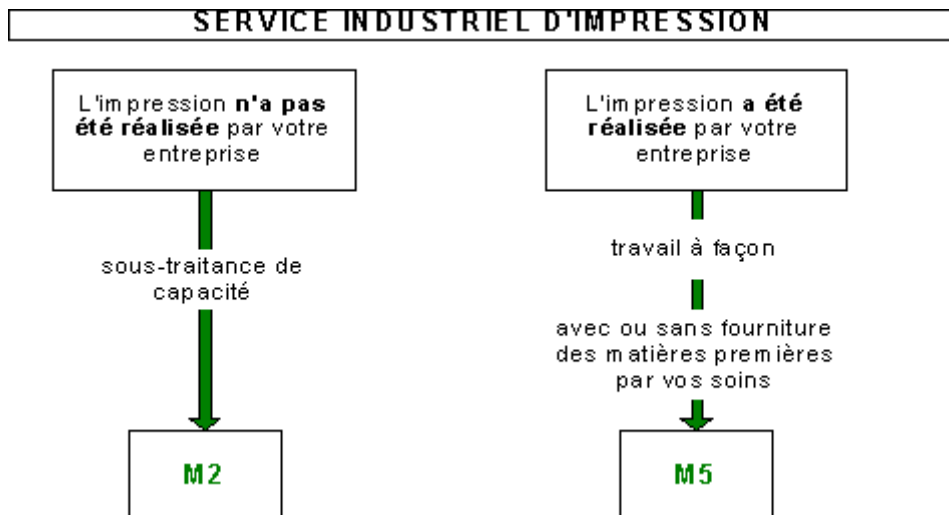 SERVICE INDUSTRIEL D'IMPRESSION
L'impression n'a pas
été réalisée par votre
entreprise
sous-traitance de
capacité
M2
L'impression a été
réalisée par votre
entreprise
travail à façon
avec ou sans fourniture
des matières premières
par vos soins
M5